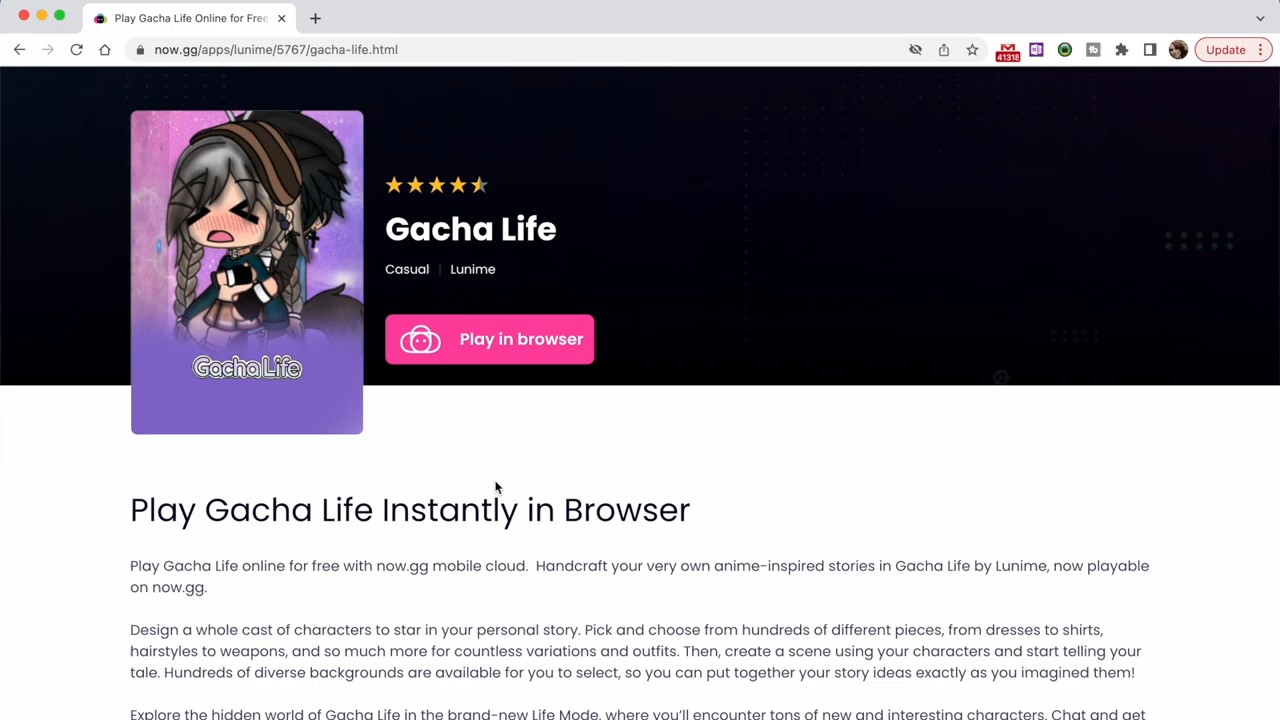 Play Gacha Life Online for Free
now.gg/apps/lunime/5767/gacha-life.html
41318
Update
Gacha Life
Gacha Life
Casual | Lunime
Play in browser
Play Gacha Life Instantly in Browser
Play Gacha Life online for free with now.gg mobile cloud. Handcraft your very own anime-inspired stories in Gacha Life by Lunime, now playable
on now.gg.
Design a whole cast of characters to star in your personal story. Pick and choose from hundreds of different pieces, from dresses to shirts,
hairstyles to weapons, and so much more for countless variations and outfits. Then, create a scene using your characters and start telling your
tale. Hundreds of diverse backgrounds are available for you to select, so you can put together your story ideas exactly as you imagined them!
Explore the hidden world of Gacha Life in the brand-new Life Mode, where you'll encounter tons of new and interesting characters. Chat and get